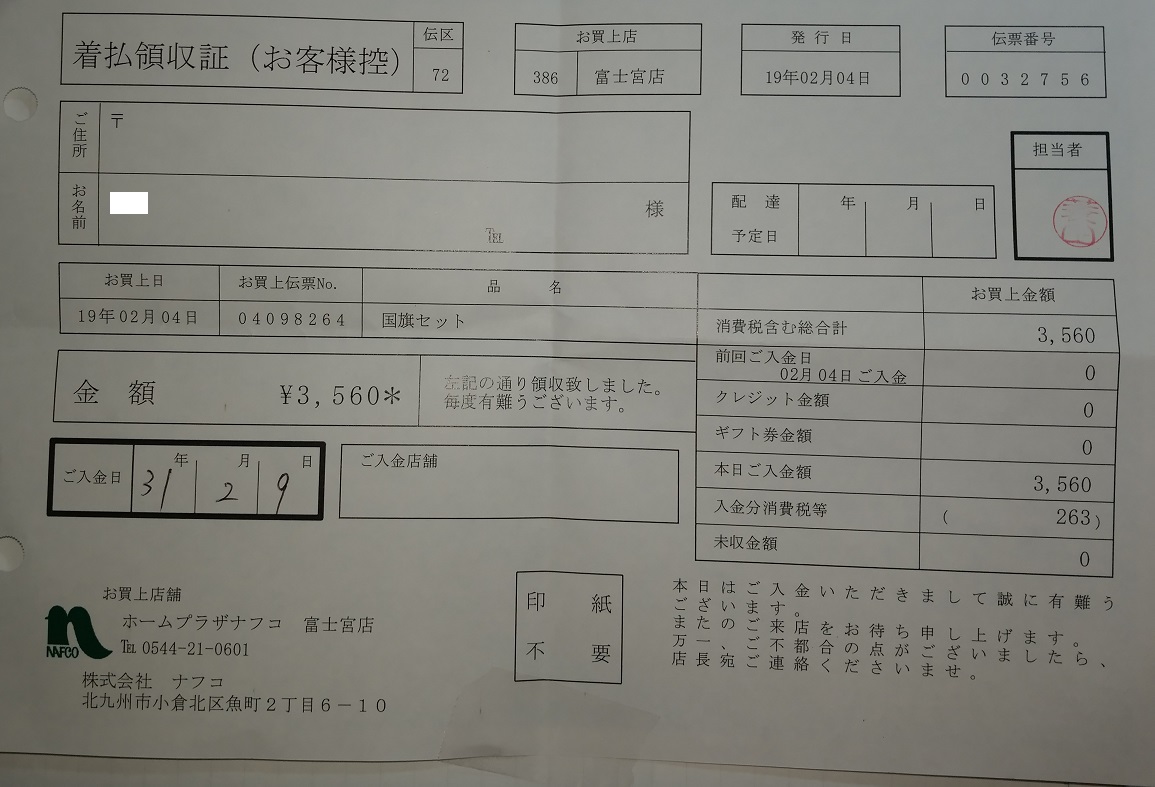 着払領収証（お客様控）
伝区
72
お買上店
386 富士宮店
発行日
19年02月04日
伝票番号
0032756
ご住所
〒
お名前
様
℡
配達
予定日
年 月 日
担当者
お買上日 お買上伝票No. 品名
19年02月04日 04098264 国旗セット
お買上金額
消費税含む総合計 3,560
前回ご入金日
02月04日ご入金 0
クレジット金額 0
ギフト券金額 0
本日ご入金額 3,560
入金分消費税等 ( 263)
未収金額 0
金額 ¥3,560*
左記の通り領収致しました。
毎度有難うございます。
ご入金日
年 月 日
31 2 9
ご入金店舗
お買上店舗
NAFCO
ホームプラザナフコ 富士宮店
℡ 0544-21-0601
株式会社 ナフコ
北九州市小倉北区魚町２丁目６－１０
印紙
不要
本日はご入金いただきまして誠に有難う
ございます。
またのご来店をお待ち申し上げます。
万一、ご不都合の点がございましたら、
店長宛ご連絡くださいませ。